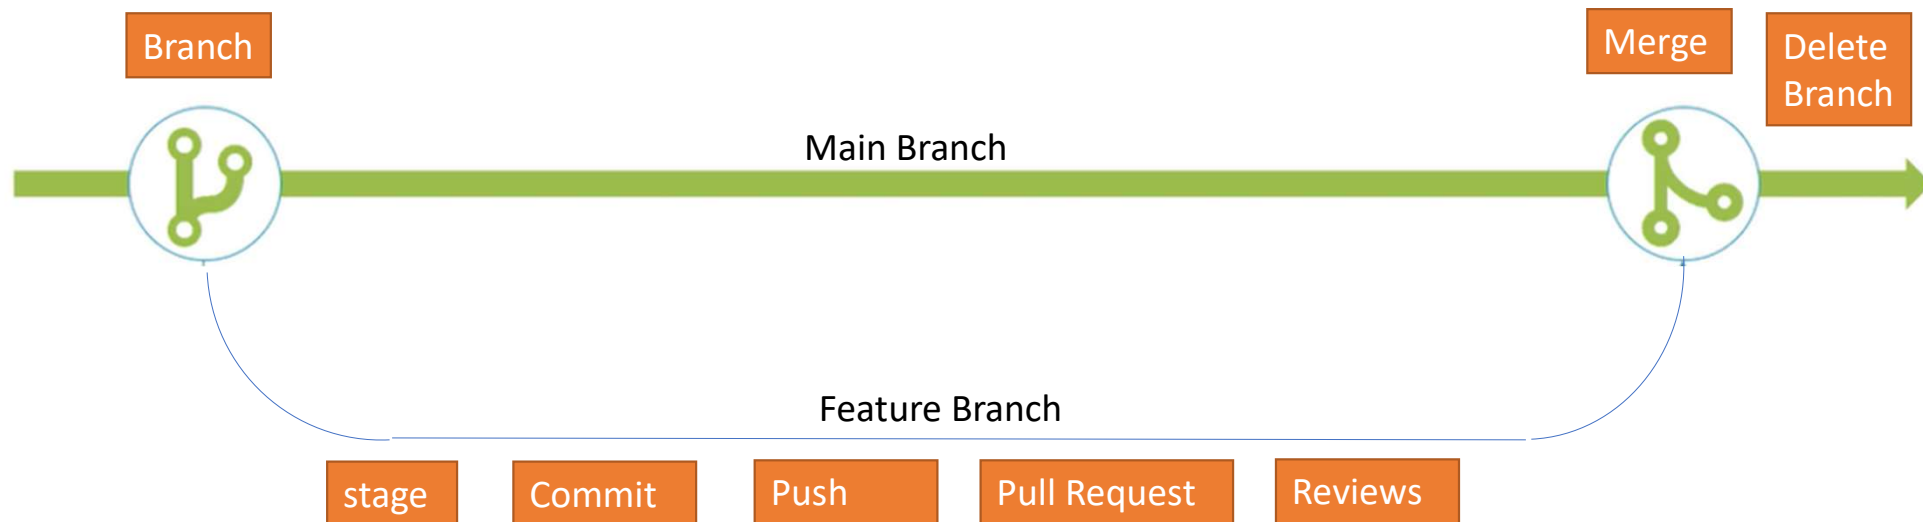 Branch
Merge
Delete
Branch
Main Branch
Feature Branch
stage
Commit
Push
Pull Request
Reviews